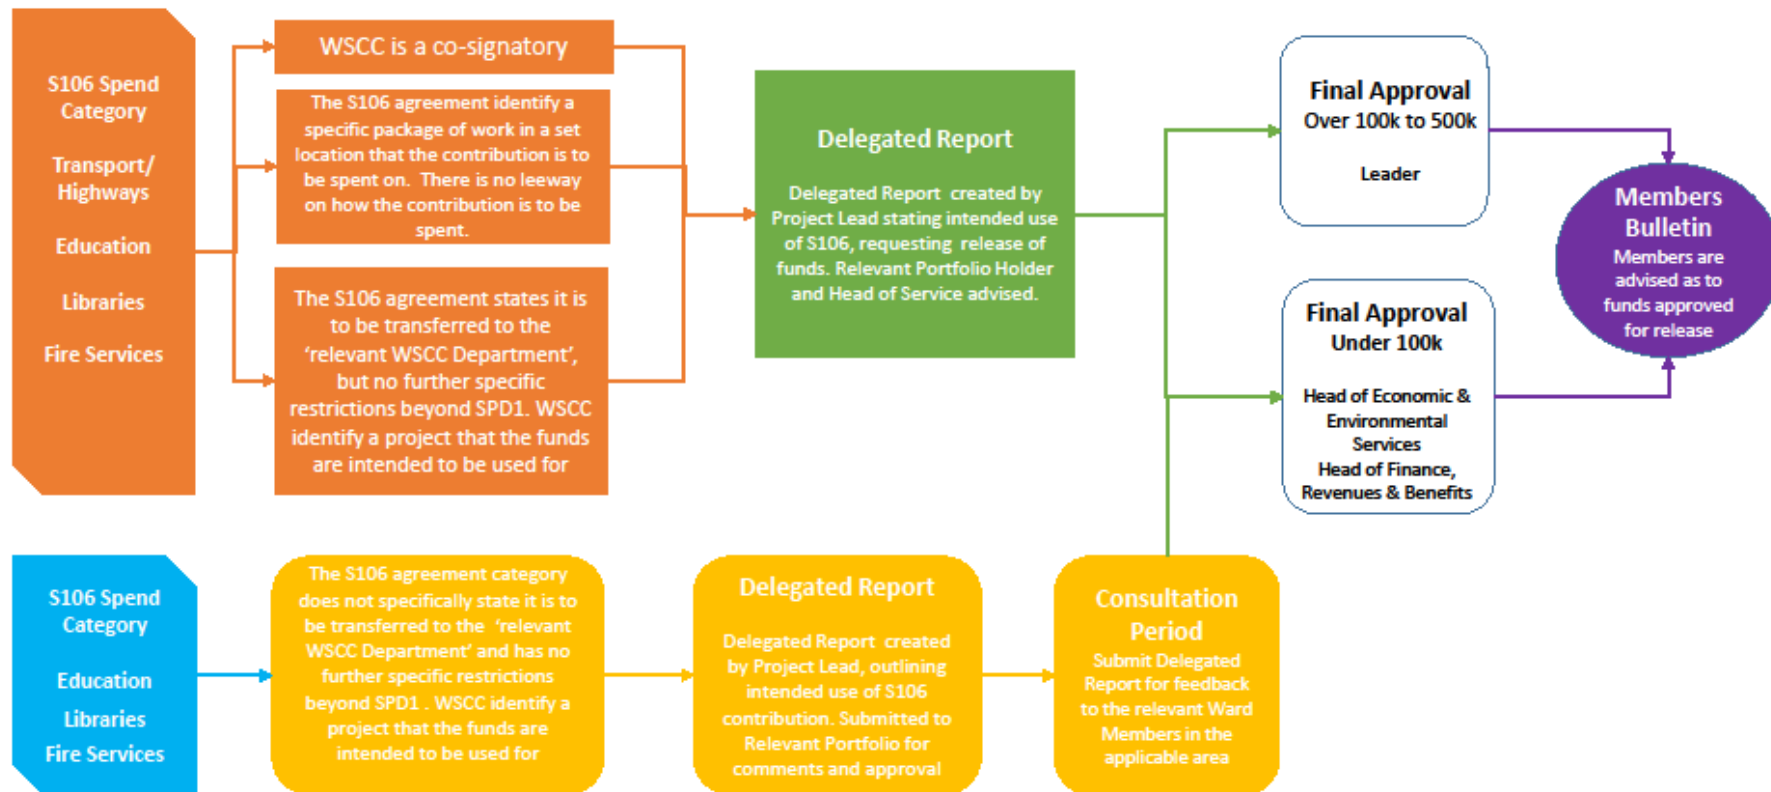 S106 Spend
Category
Transport/
Highways
Education
Libraries
Fire Services
WSCC is a co-signatory
The S106 agreement identify a
specific package of work in a set
location that the contribution is to
be spent on. There is no leeway
on how the contribution is to be
spent.
The S106 agreement states it is
to be transferred to the
‘relevant WSCC Department’,
but no further specific
restrictions beyond SPD1. WSCC
identify a project that the funds
are intended to be used for
Delegated Report
Delegated Report created by
Project Lead stating intended use
of S106, requesting release of
funds. Relevant Portfolio Holder
and Head of Service advised.
Final Approval
Over 100k to 500k
Leader
Final Approval
Under 100k
Head of Economic &
Environmental
Services
Head of Finance,
Revenues & Benefits
Members
Bulletin
Members are
advised as to
funds approved
for release
S106 Spend
Category
Education
Libraries
Fire Services
The S106 agreement category
does not specifically state it is to
be transferred to the ‘relevant
WSCC Department’ and has no
further specific restrictions
beyond SPD1 . WSCC identify a
project that the funds are
intended to be used for
Delegated Report
Delegated Report created
by Project Lead, outlining
intended use of S106
contribution. Submitted to
Relevant Portfolio for
comments and approval
Consultation
Period
Submit Delegated
Report for feedback
to the relevant Ward
Members in the
applicable area